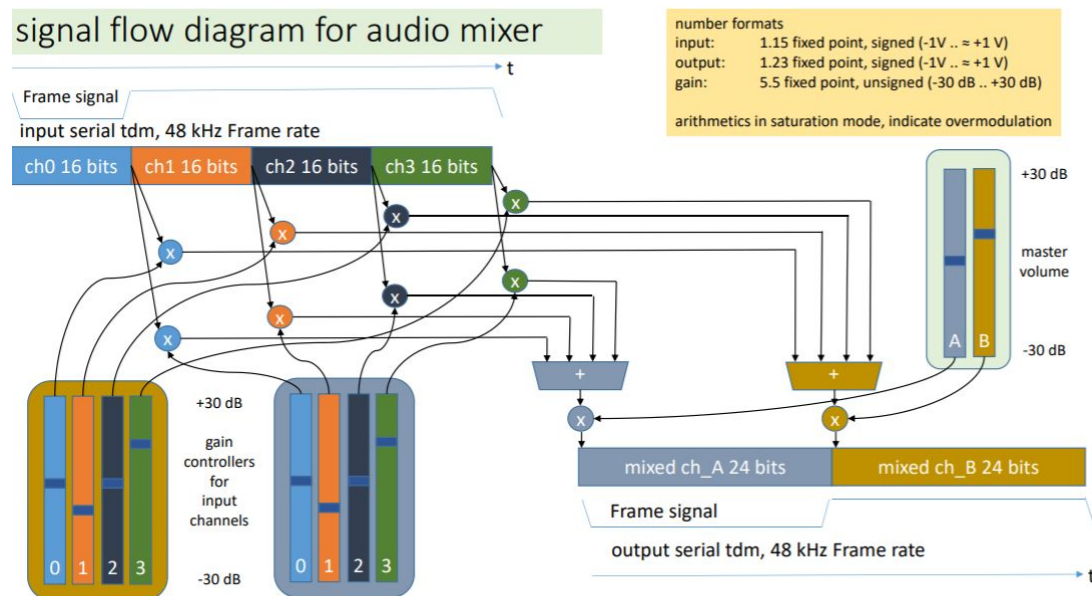 signal flow diagram for audio mixer
number formats
input: 1.15 fixed point, signed (-1V .. ≈ +1 V)
output: 1.23 fixed point, signed (-1V .. ≈ +1 V)
gain: 5.5 fixed point, unsigned (-30 dB .. +30 dB)
arithmetics in saturation mode, indicate overmodulation
t
Frame signal
input serial tdm, 48 kHz Frame rate
ch0 16 bits
ch1 16 bits
ch2 16 bits
ch3 16 bits
x
x
x
x
x
x
x
x
+30 dB
master
volume
-30 dB
A
B
+
+
x
x
+30 dB
gain
controllers
for
input
channels
-30 dB
0
1
2
3
0
1
2
3
mixed ch_A 24 bits
mixed ch_B 24 bits
Frame signal
output serial tdm, 48 kHz Frame rate
t